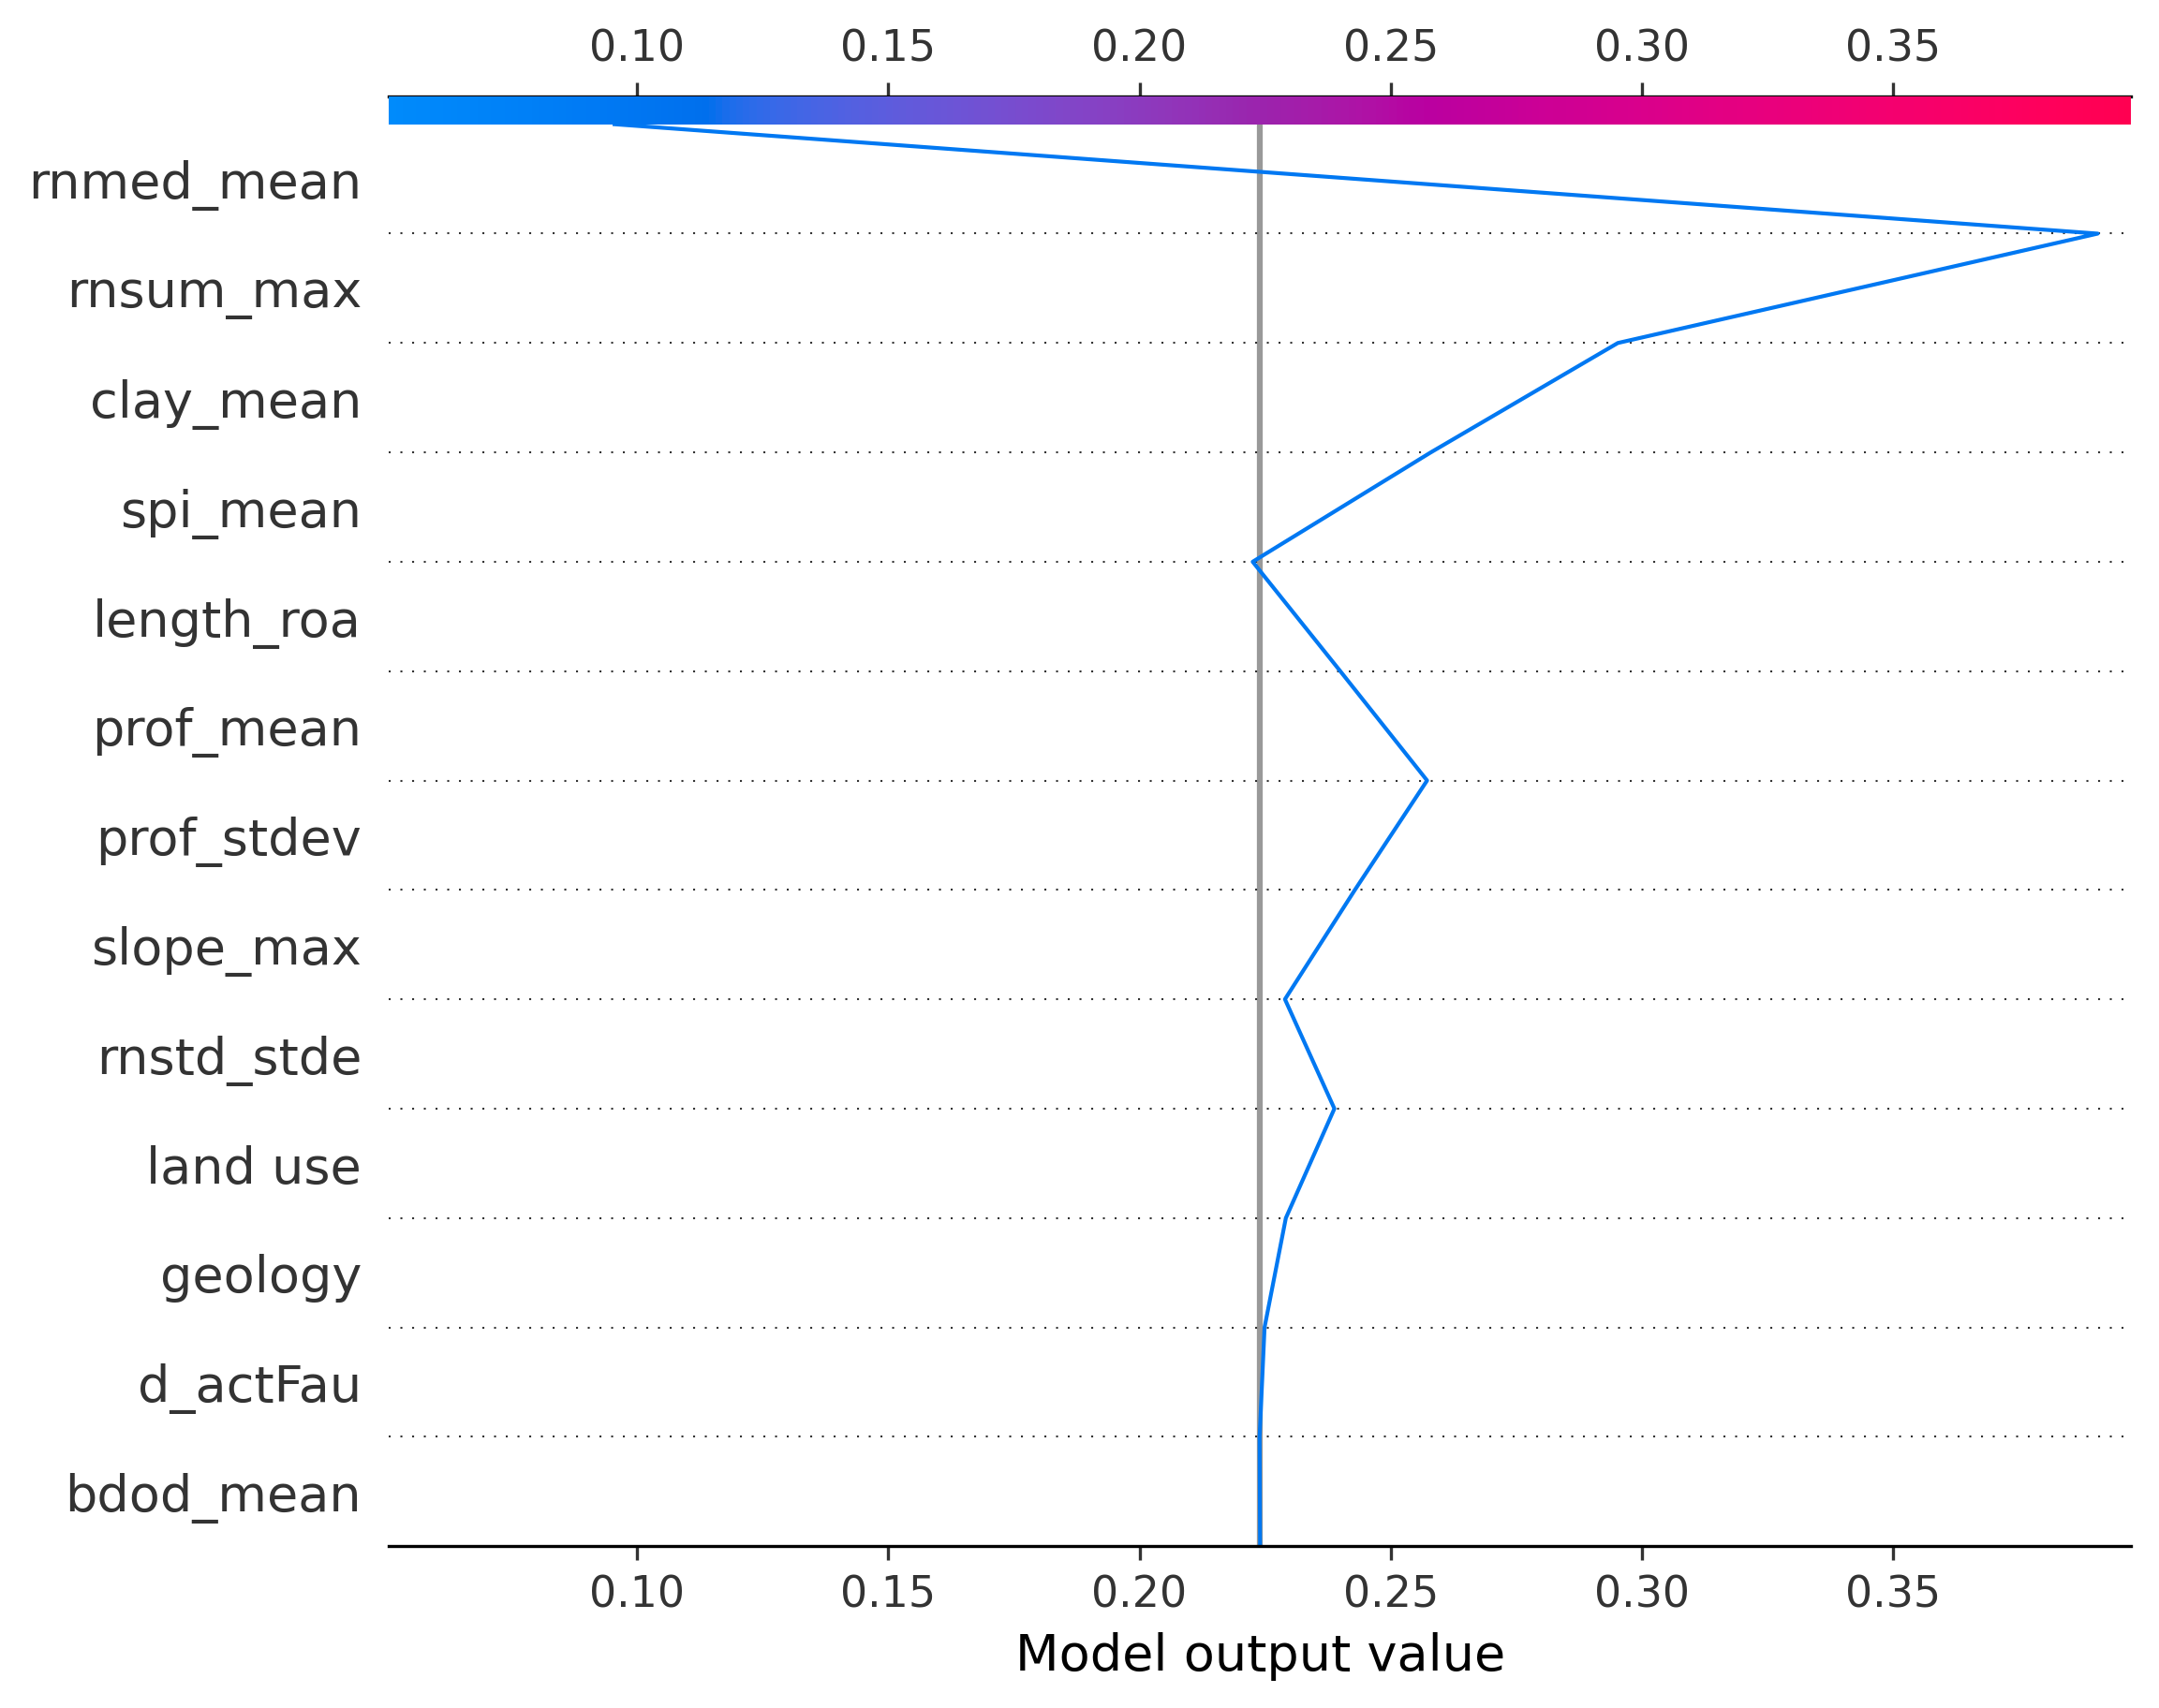 0.10 0.15 0.20 0.25 0.30 0.35
rnmed_mean
rnsum_max
clay_mean
spi_mean
length_roa
prof_mean
prof_stdev
slope_max
rnstd_stde
land use
geology
d_actFau
bdod_mean
0.10 0.15 0.20 0.25 0.30 0.35
Model output value